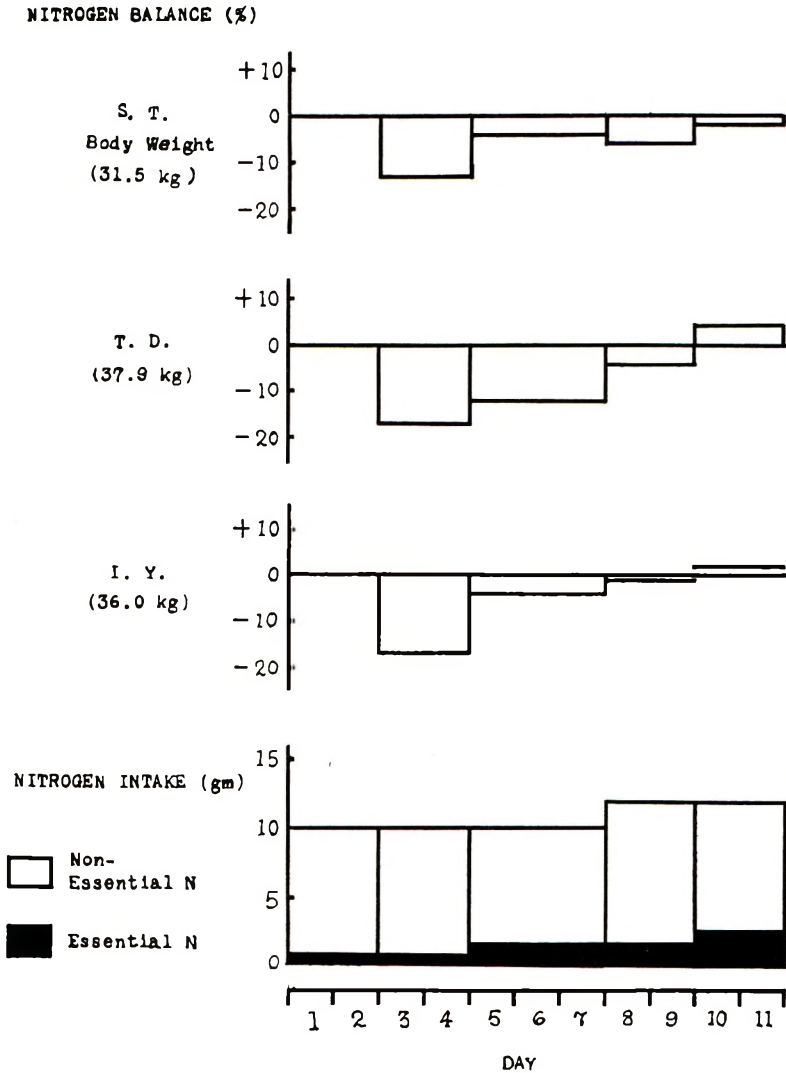 NITROGEN BALANCE (%)
+10
S. T.
0
Body Weight
-10
(31.5 kg)
-20
+10
T. D.
0
(37.9 kg)
-10
-20
+10
I. Y.
0
(36.0 kg)
-10
-20
15
NITROGEN INTAKE (gm)
10
Non-
Essential N
5
Essential N
0
1 2 3 4 5 6 7 8 9 10 11
DAY